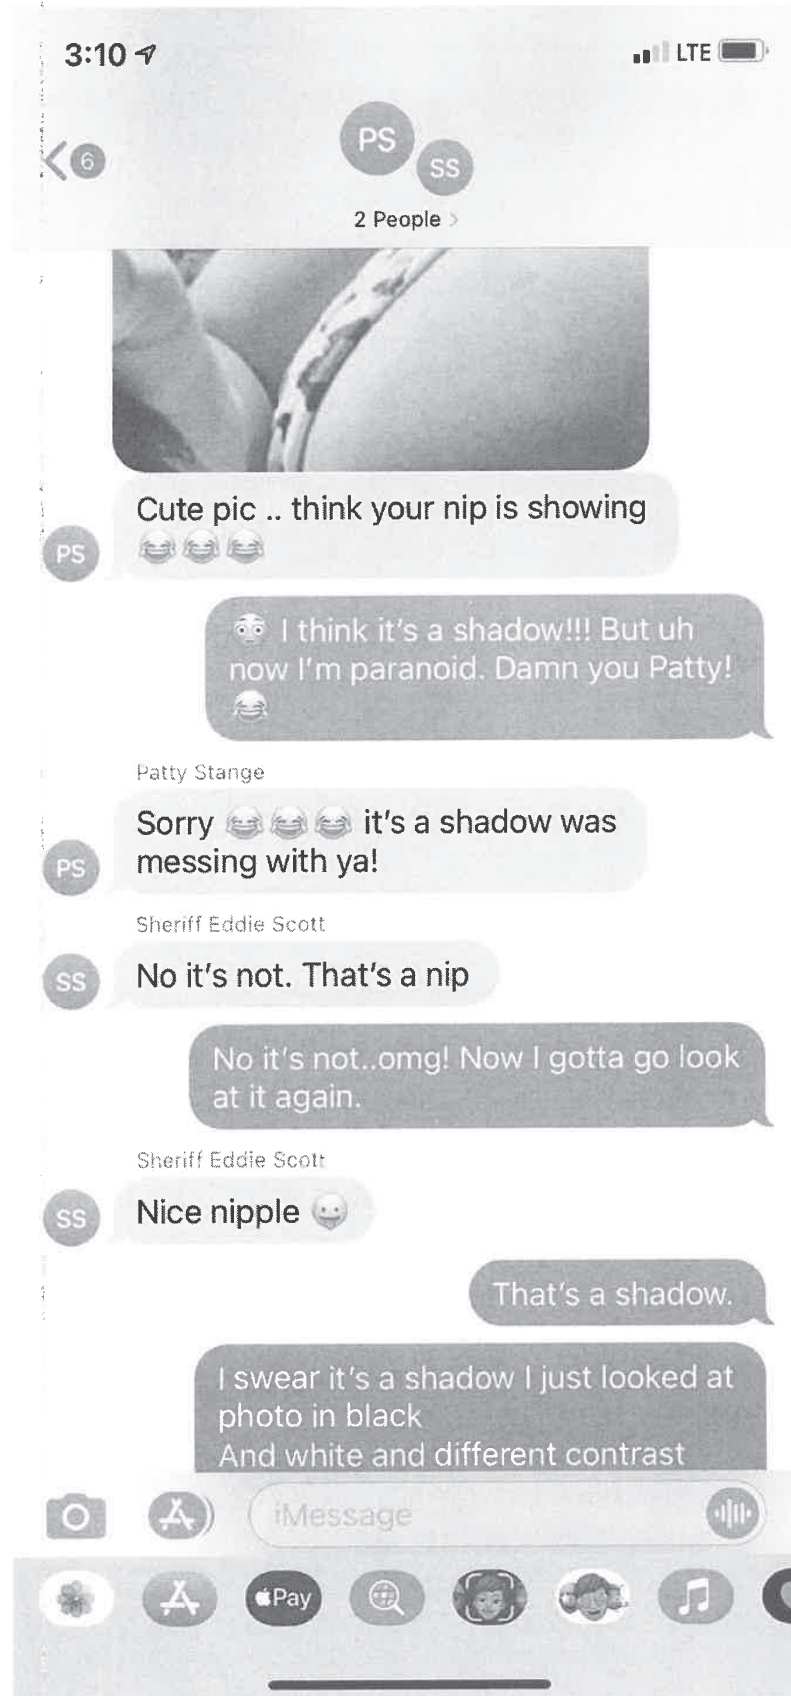 3:10
LTE
6
PS
SS
2 People
Cute pic .. think your nip is showing
😂😂😂
PS
😳 I think it's a shadow!!! But uh
now I'm paranoid. Damn you Patty!
😂
Patty Stange
Sorry 😂😂😂 it's a shadow was
messing with ya!
PS
Sheriff Eddie Scott
No it's not. That's a nip
SS
No it's not..omg! Now I gotta go look
at it again.
Sheriff Eddie Scott
Nice nipple 😛
SS
That's a shadow.
I swear it's a shadow I just looked at
photo in black
And white and different contrast
iMessage
Pay